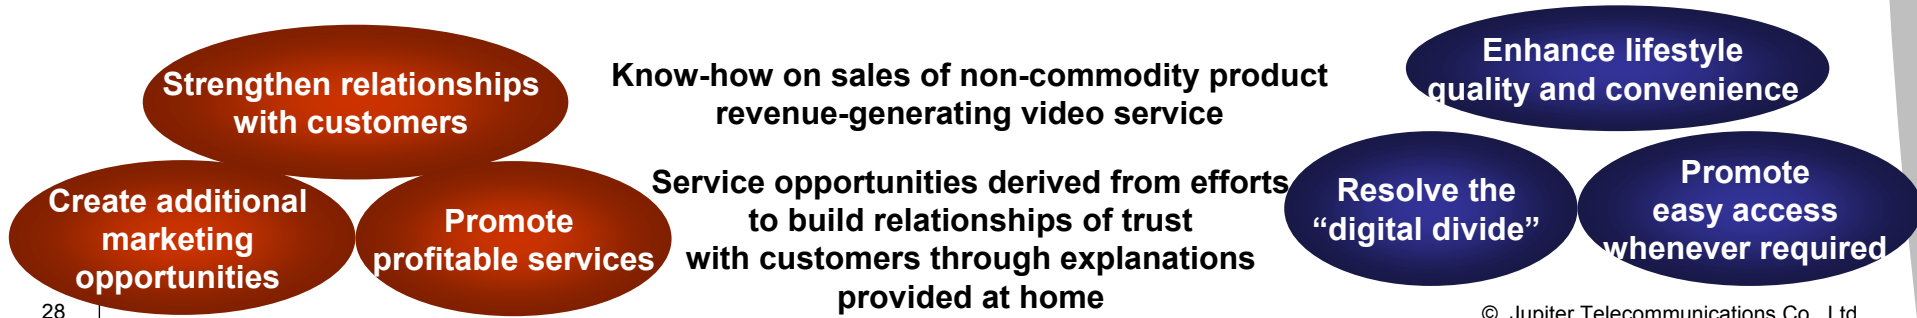 Strengthen relationships
with customers
Create additional
marketing
opportunities
Promote
profitable services
Know-how on sales of non-commodity product
revenue-generating video service
Service opportunities derived from efforts
to build relationships of trust
with customers through explanations
provided at home
Enhance lifestyle
quality and convenience
Resolve the
“digital divide”
Promote
easy access
whenever required
28
© Jupiter Telecommunications Co., Ltd.